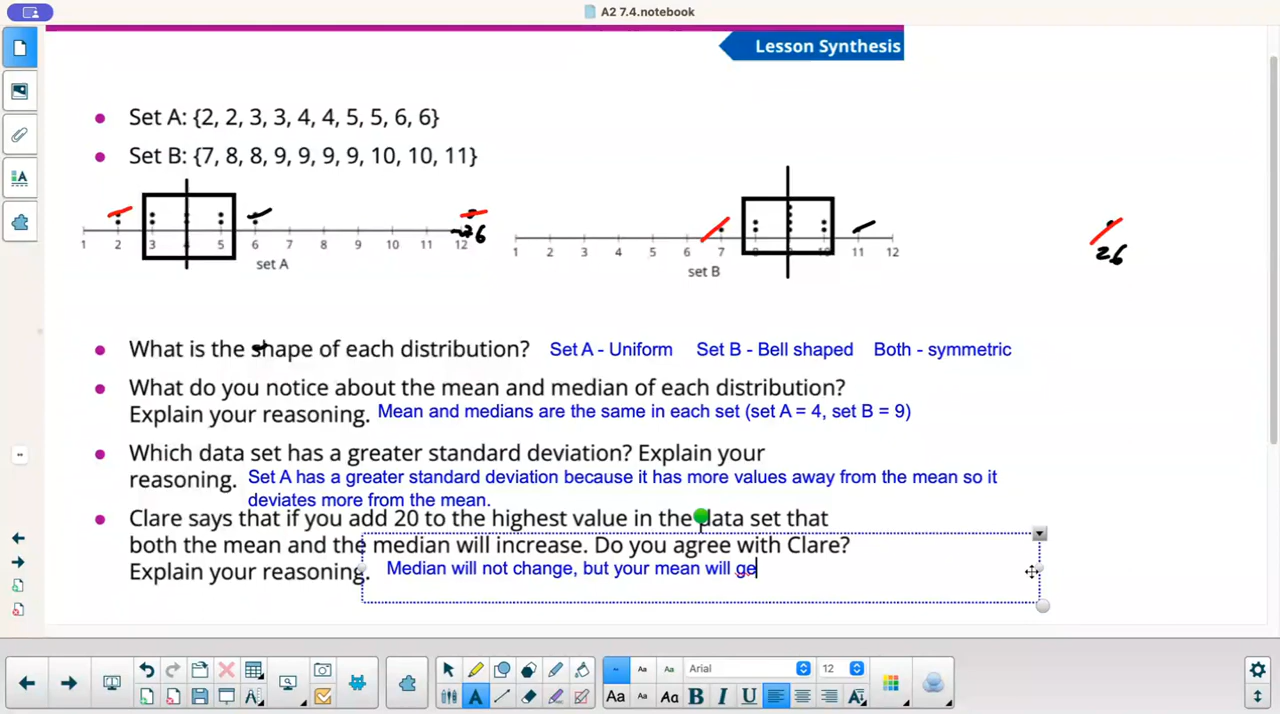 A2 7.4.notebook
Lesson Synthesis
Set A: {2, 2, 3, 3, 4, 4, 5, 5, 6, 6}
Set B: {7, 8, 8, 9, 9, 9, 9, 10, 10, 11}
1 2 3 4 5 6 7 8 9 10 11 12
26
set A
1 2 3 4 5 6 7 8 9 10 11 12
set B
26
What is the shape of each distribution? Set A - Uniform Set B - Bell shaped Both - symmetric
What do you notice about the mean and median of each distribution?
Explain your reasoning. Mean and medians are the same in each set (set A = 4, set B = 9)
Which data set has a greater standard deviation? Explain your
reasoning. Set A has a greater standard deviation because it has more values away from the mean so it
deviates more from the mean.
Clare says that if you add 20 to the highest value in the data set that
both the mean and the median will increase. Do you agree with Clare?
Explain your reasoning. Median will not change, but your mean will ge
Arial 12
Aa Aa Aa
A Aa Aa Aa B I U